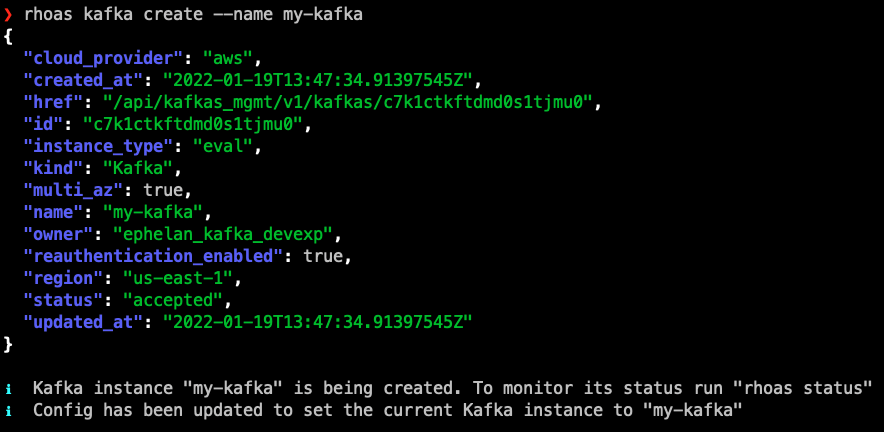 ❯ rhoas kafka create --name my-kafka
{
  "cloud_provider": "aws",
  "created_at": "2022-01-19T13:47:34.91397545Z",
  "href": "/api/kafkas_mgmt/v1/kafkas/c7k1ctkftdmd0s1tjmu0",
  "id": "c7k1ctkftdmd0s1tjmu0",
  "instance_type": "eval",
  "kind": "Kafka",
  "multi_az": true,
  "name": "my-kafka",
  "owner": "ephelan_kafka_devexp",
  "reauthentication_enabled": true,
  "region": "us-east-1",
  "status": "accepted",
  "updated_at": "2022-01-19T13:47:34.91397545Z"
}
ℹ  Kafka instance "my-kafka" is being created. To monitor its status run "rhoas status"
ℹ  Config has been updated to set the current Kafka instance to "my-kafka"